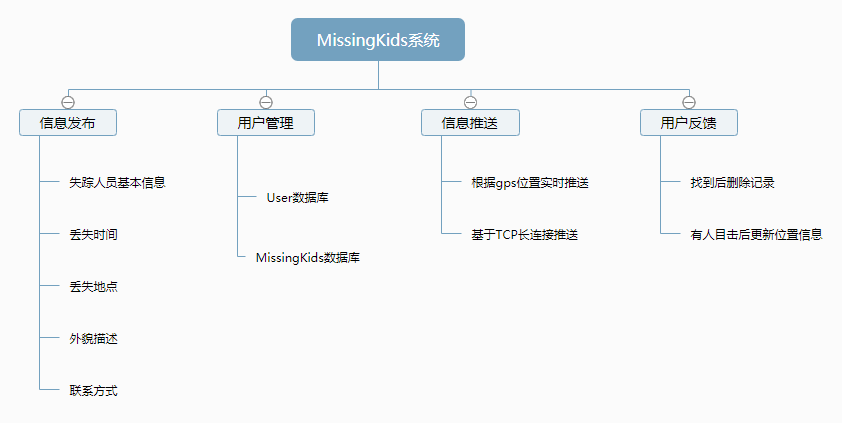 MissingKids系统
信息发布
用户管理
信息推送
用户反馈
失踪人员基本信息
丢失时间
丢失地点
外貌描述
联系方式
User数据库
MissingKids数据库
根据gps位置实时推送
基于TCP长连接推送
找到后删除记录
有人目击后更新位置信息